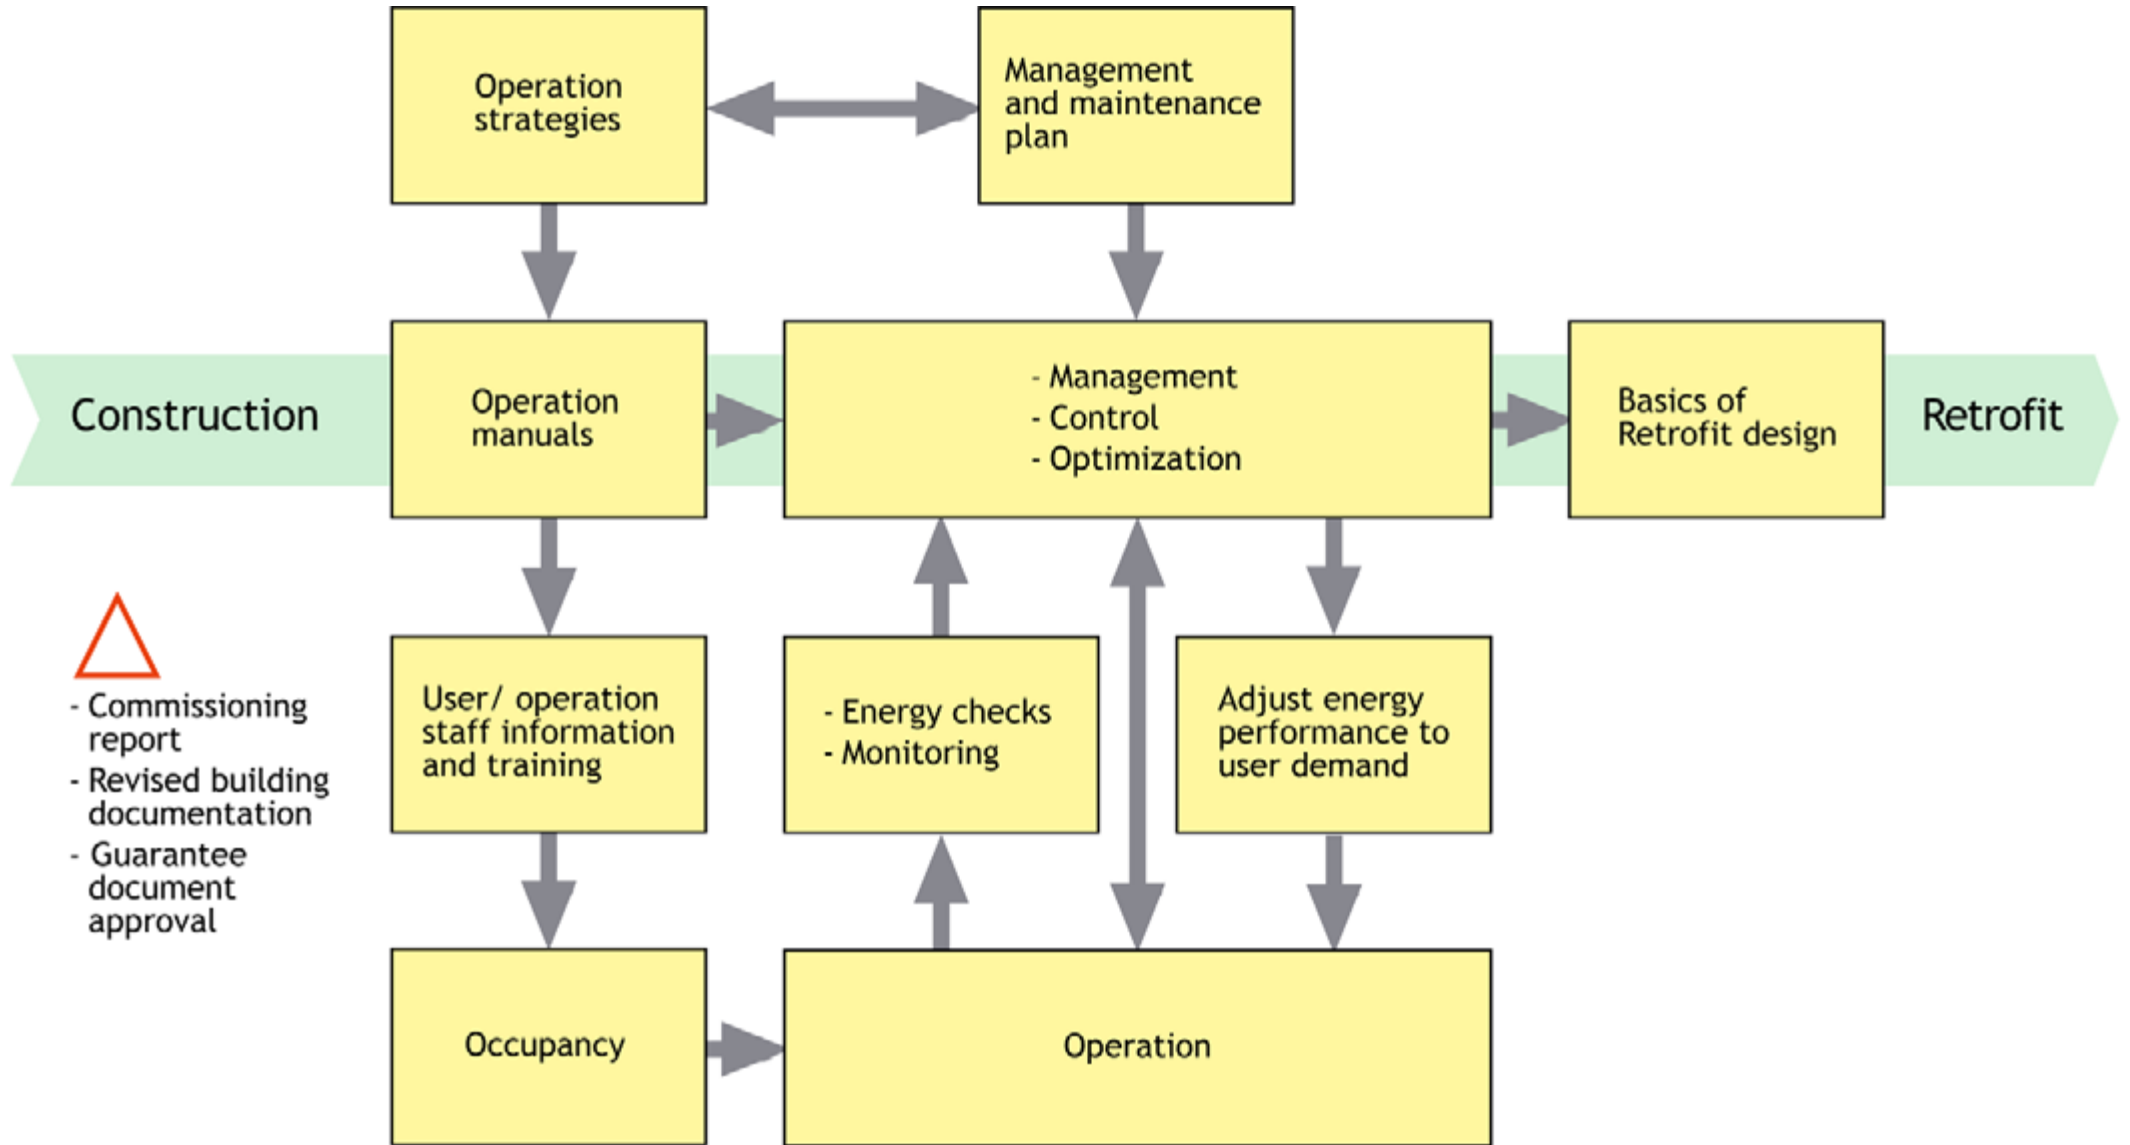 Operation
strategies
Management
and maintenance
plan
Construction
Operation
manuals
- Management
- Control
- Optimization
Basics of
Retrofit design
Retrofit
- Commissioning
report
- Revised building
documentation
- Guarantee
document
approval
User/ operation
staff information
and training
- Energy checks
- Monitoring
Adjust energy
performance to
user demand
Occupancy
Operation